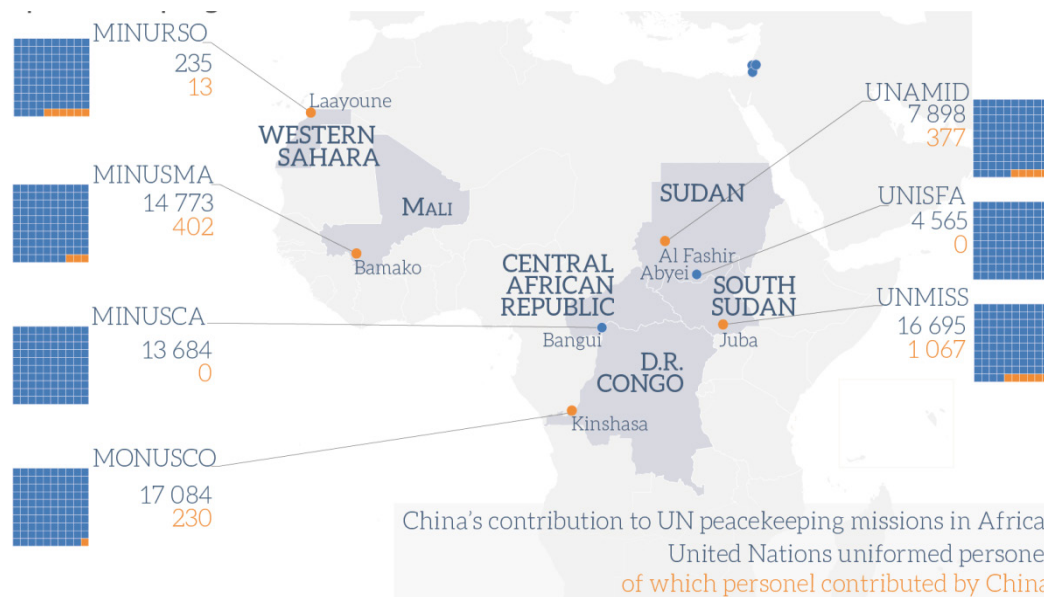 MINURSO
235
13
Laayoune
WESTERN
SAHARA
MINUSMA
14 773
402
MALI
Bamako
MINUSCA
13 684
0
CENTRAL
AFRICAN
REPUBLIC
Bangui
MONUSCO
17 084
230
D.R.
CONGO
Kinshasa
UNAMID
7 898
377
SUDAN
Al Fashir
UNISFA
4 565
0
Abyei
SOUTH
SUDAN
UNMISS
16 695
1 067
Juba
China's contribution to UN peacekeeping missions in Africa
United Nations uniformed persone
of which personel contributed by China